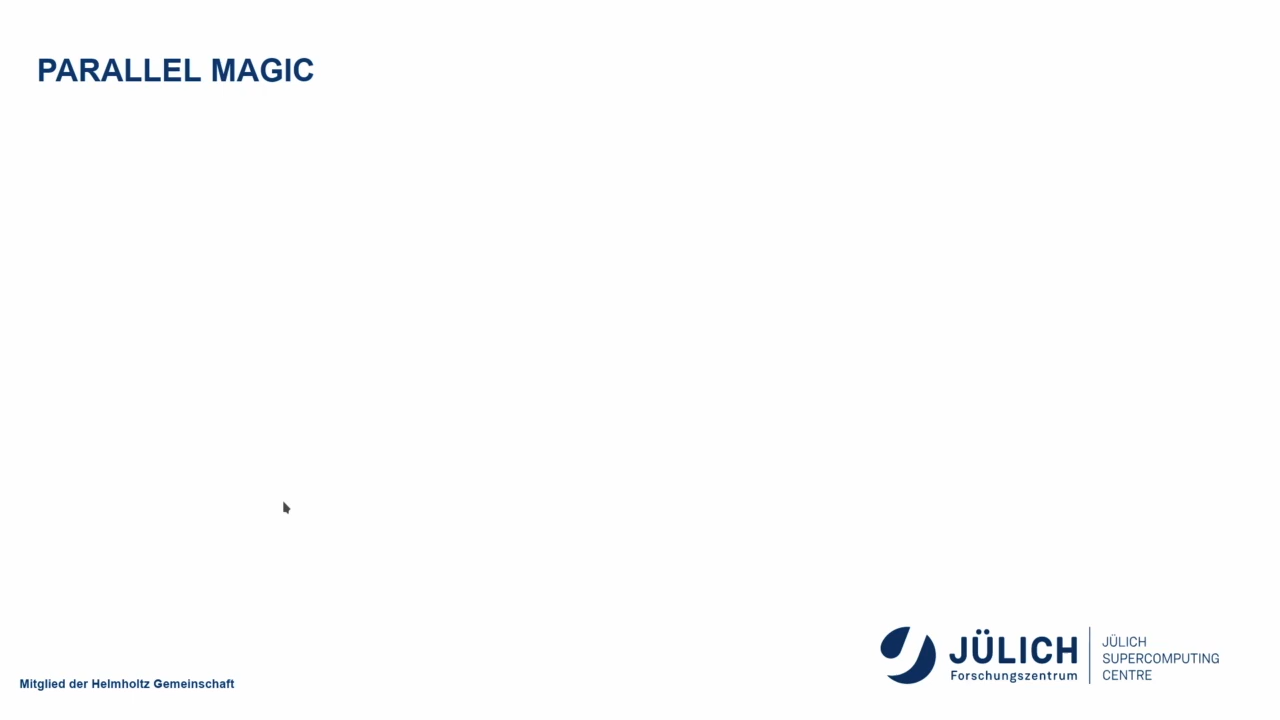 PARALLEL MAGIC
JÜLICH
Forschungszentrum
JÜLICH
SUPERCOMPUTING
CENTRE
Mitglied der Helmholtz Gemeinschaft